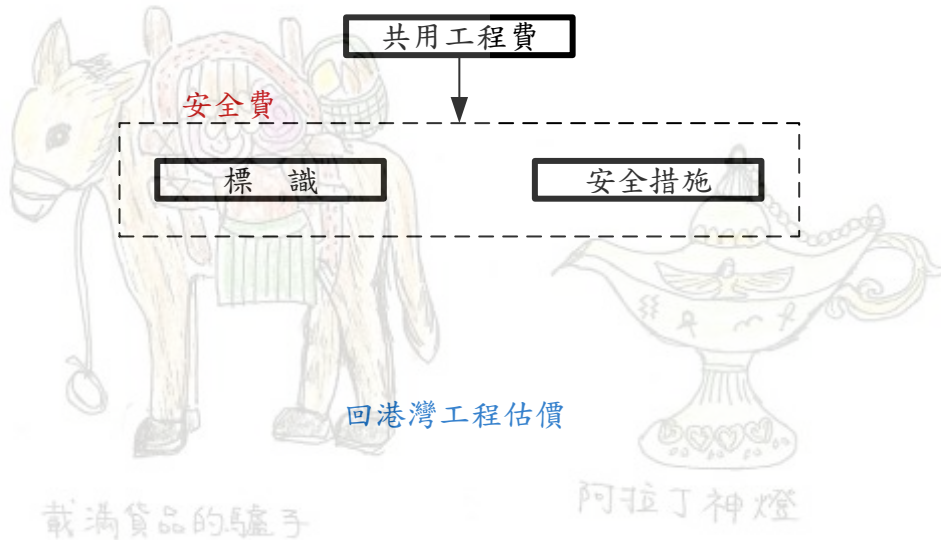 共用工程費
安全費
標 識
安全措施
回港灣工程估價
載滿貨品的驢子
阿拉丁神燈